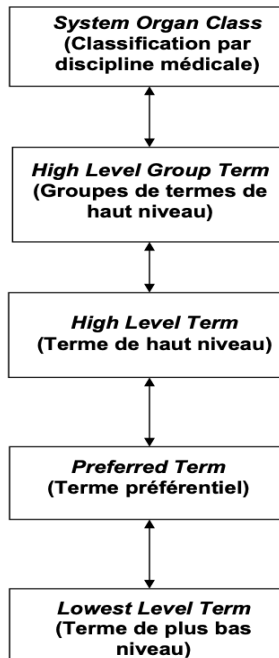 System Organ Class
(Classification par
discipline médicale)
High Level Group Term
(Groupes de termes de
haut niveau)
High Level Term
(Terme de haut niveau)
Preferred Term
(Terme préférentiel)
Lowest Level Term
(Terme de plus bas
niveau)